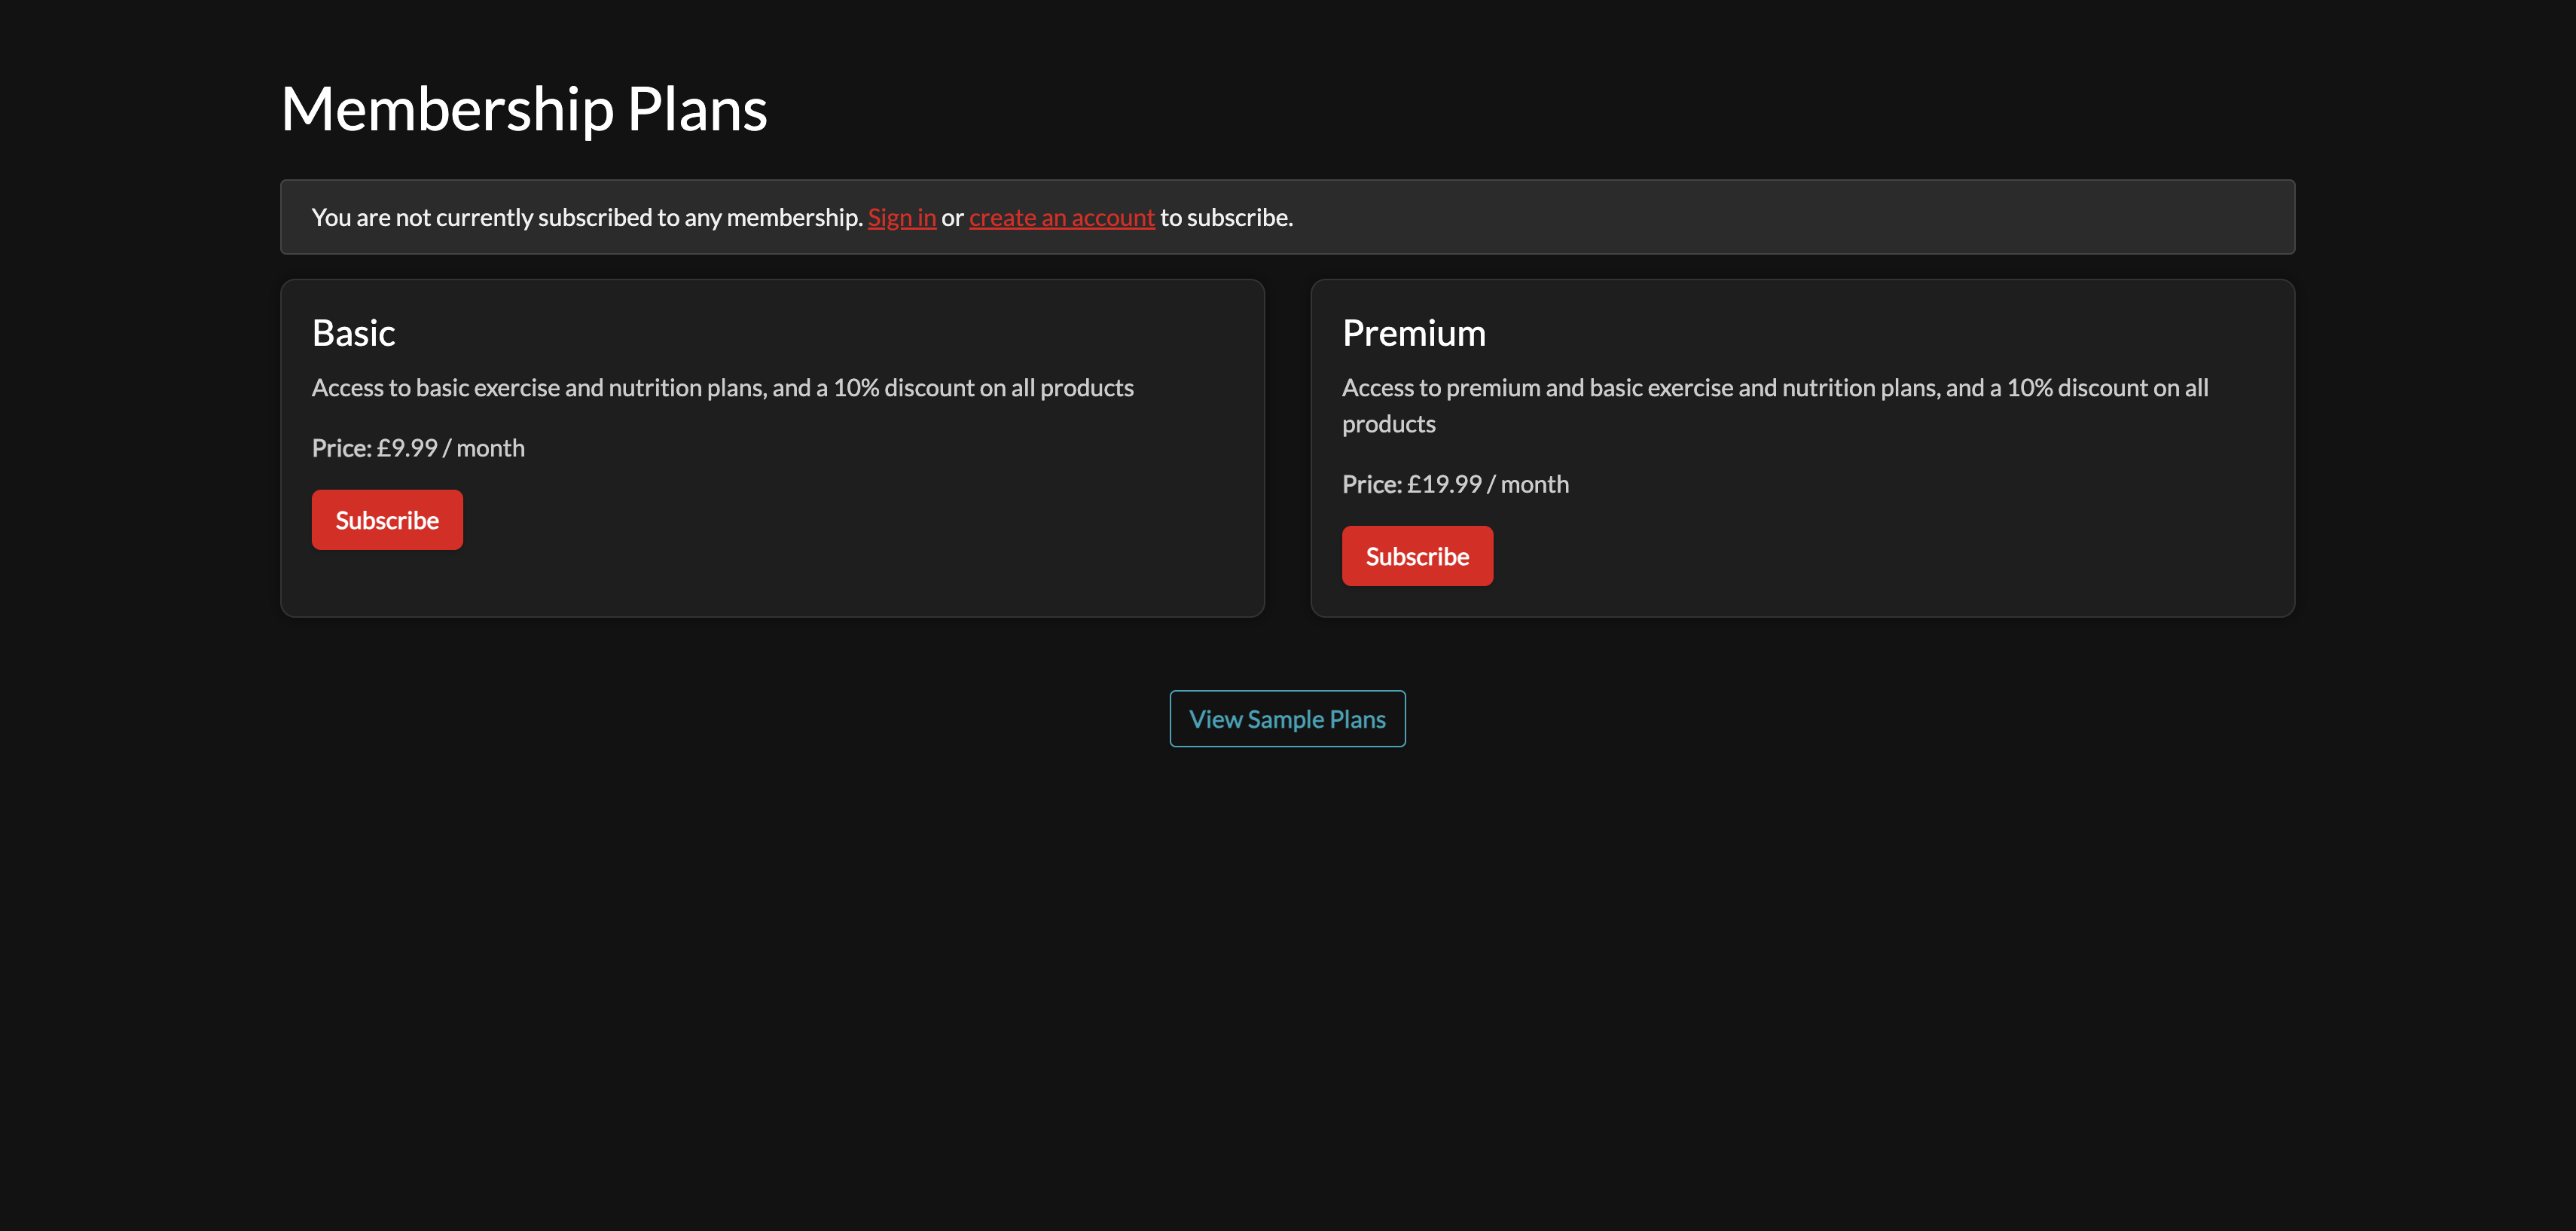 Membership Plans
You are not currently subscribed to any membership. Sign in or create an account to subscribe.
Basic
Access to basic exercise and nutrition plans, and a 10% discount on all products
Price: £9.99 / month
Subscribe
Premium
Access to premium and basic exercise and nutrition plans, and a 10% discount on all
products
Price: £19.99 / month
Subscribe
View Sample Plans